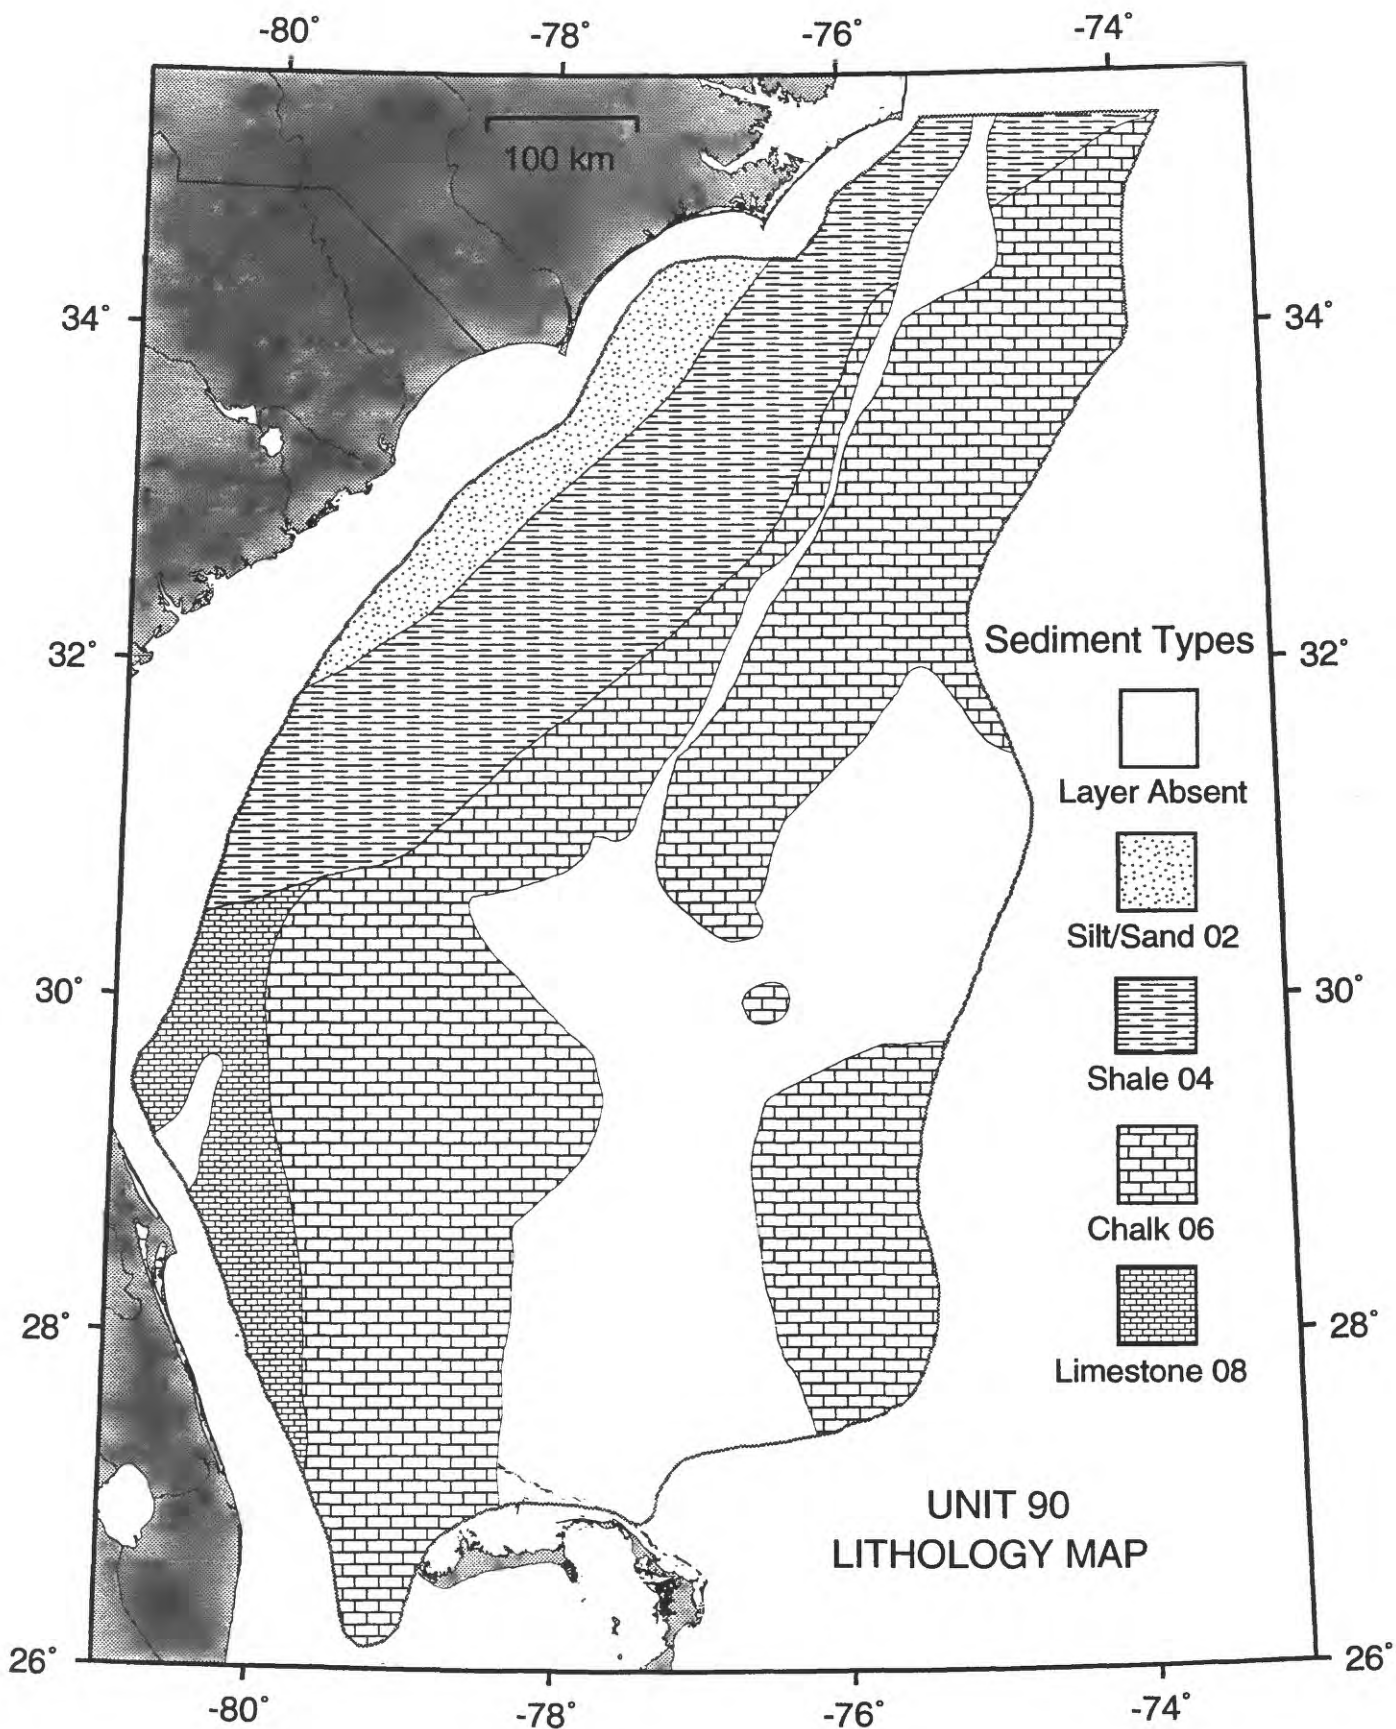 -80° -78° -76° -74°
100 km
34° 34°
32° 32°
Sediment Types
Layer Absent
Silt/Sand 02
30° 30°
Shale 04
Chalk 06
28° 28°
Limestone 08
UNIT 90
LITHOLOGY MAP
26° 26°
-80° -78° -76° -74°